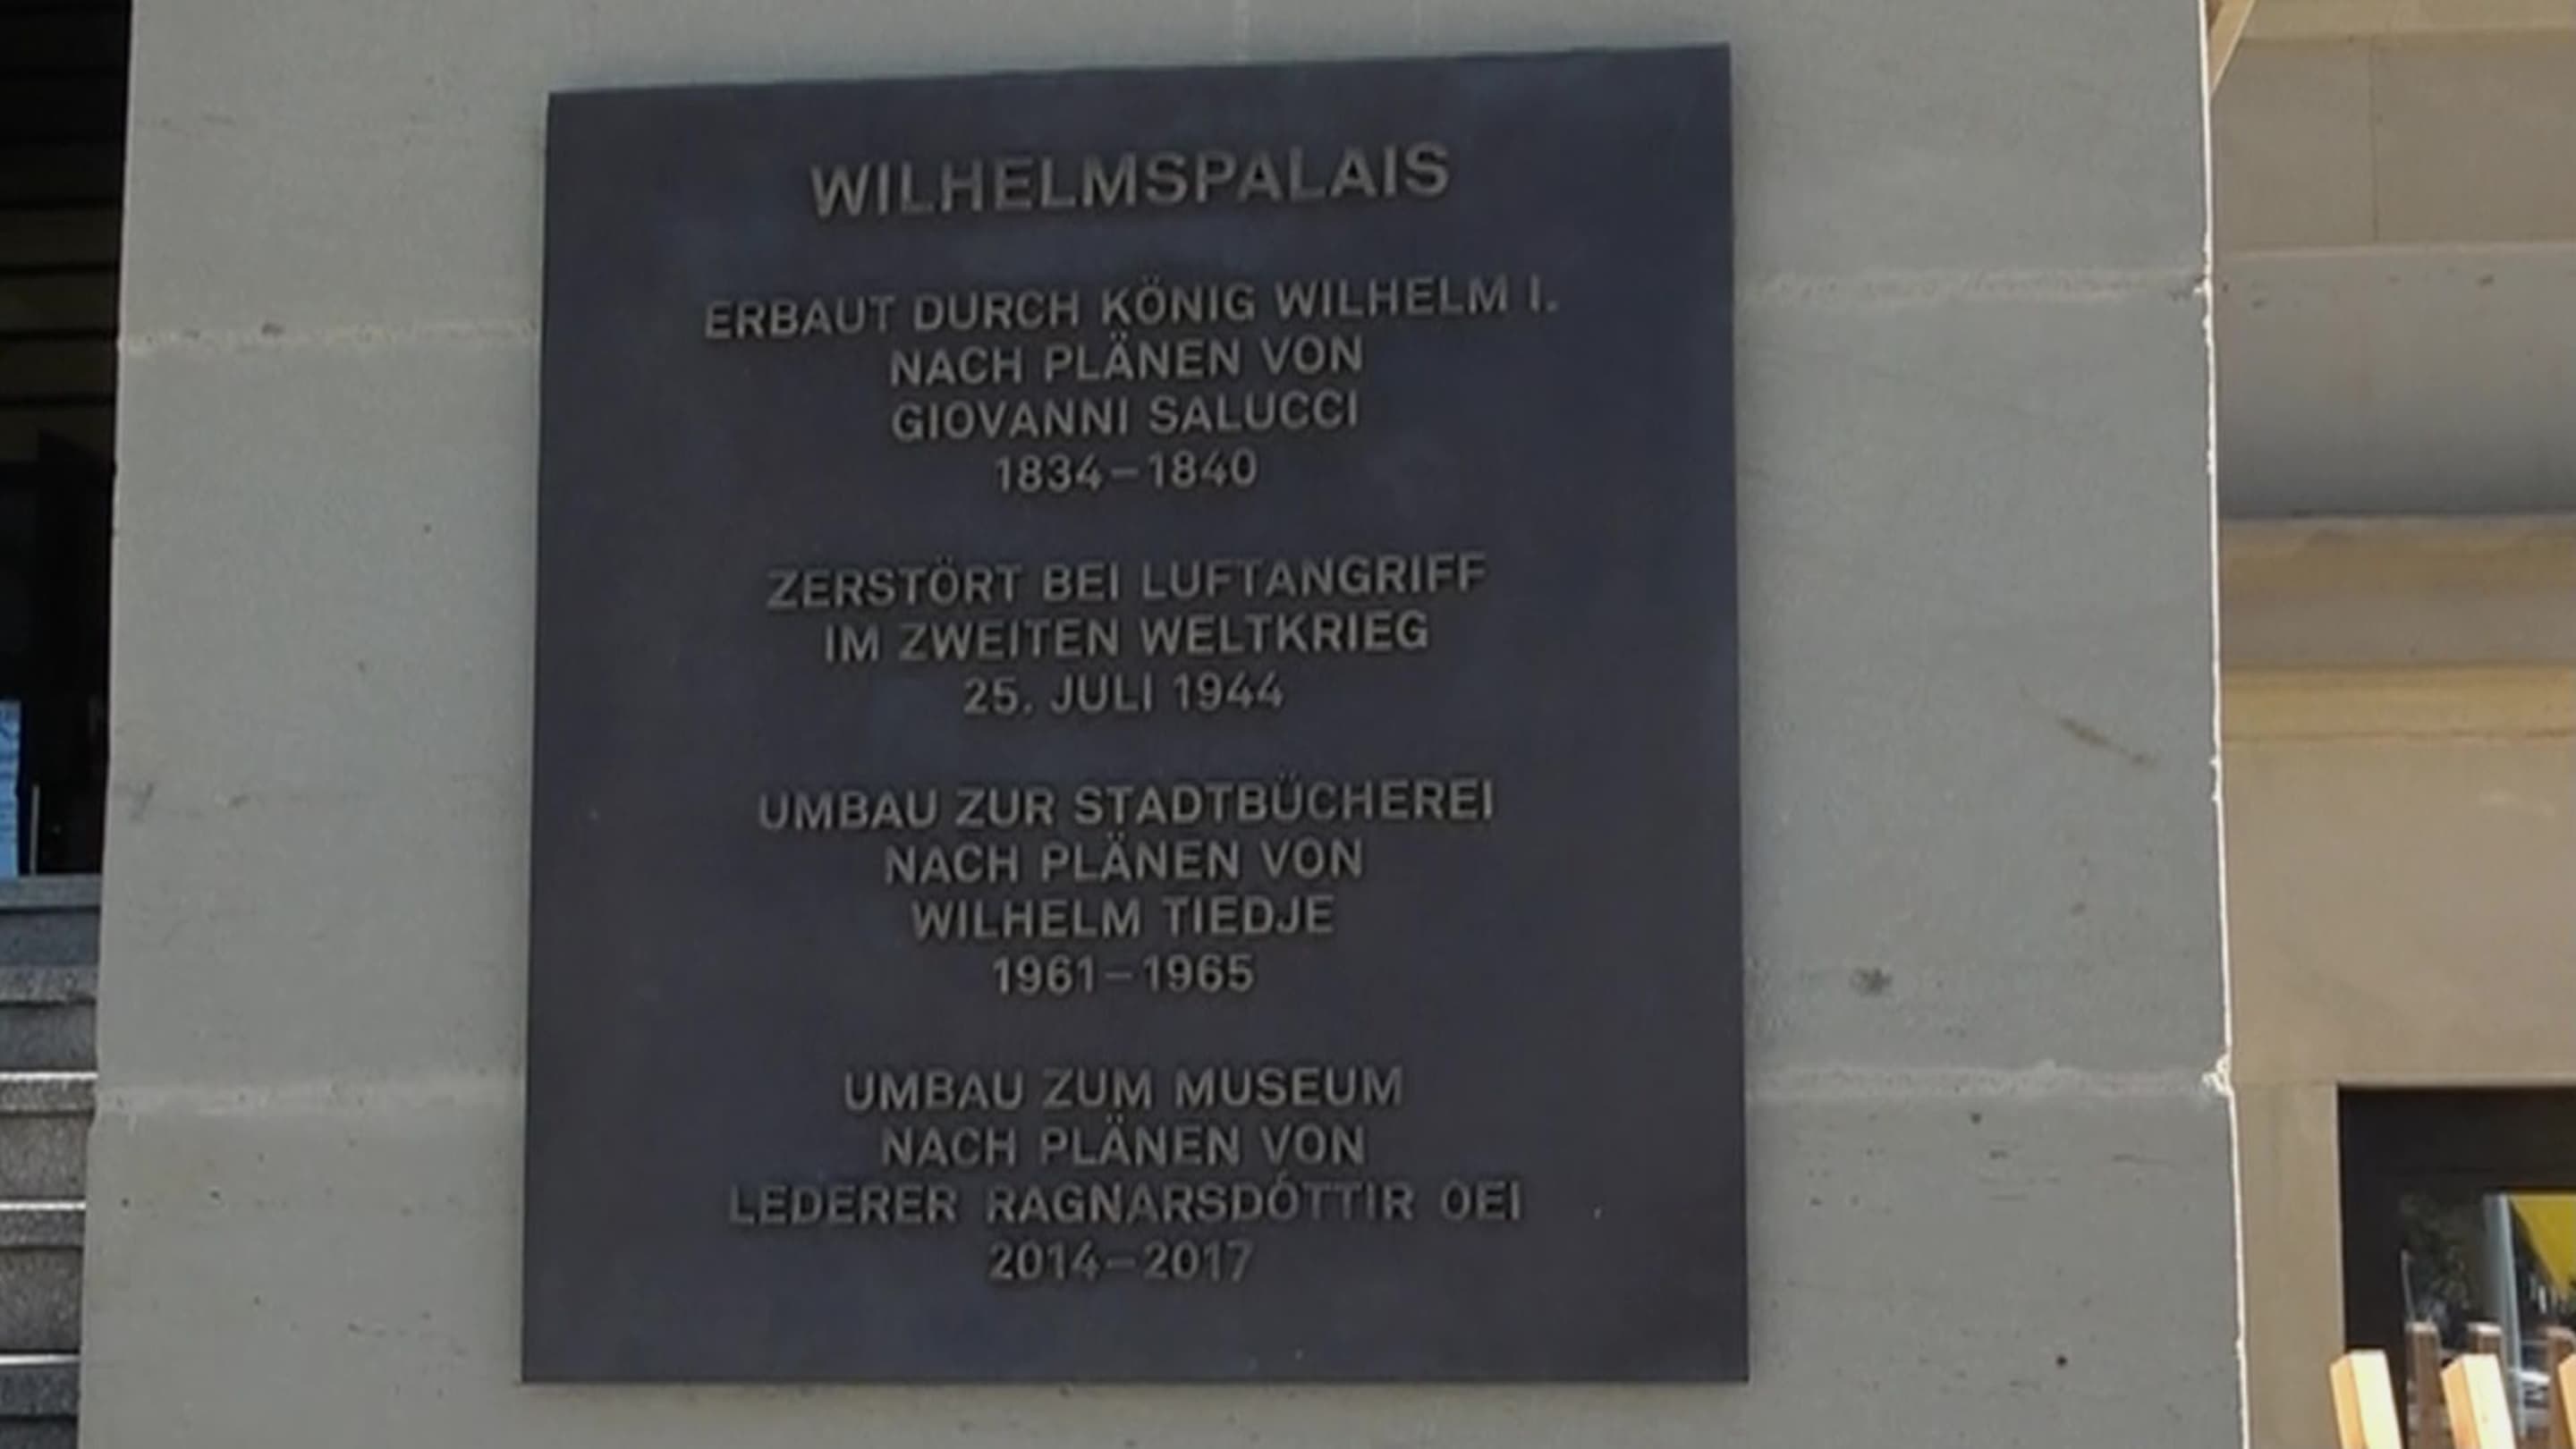 WILHELMSPALAIS
ERBAUT DURCH KÖNIG WILHELM I.
NACH PLÄNEN VON
GIOVANNI SALUCCI
1834–1840
ZERSTÖRT BEI LUFTANGRIFF
IM ZWEITEN WELTKRIEG
25. JULI 1944
UMBAU ZUR STADTBÜCHEREI
NACH PLÄNEN VON
WILHELM TIEDJE
1961–1965
UMBAU ZUM MUSEUM
NACH PLÄNEN VON
LEDERER RAGNARSDÓTTIR OEI
2014–2017